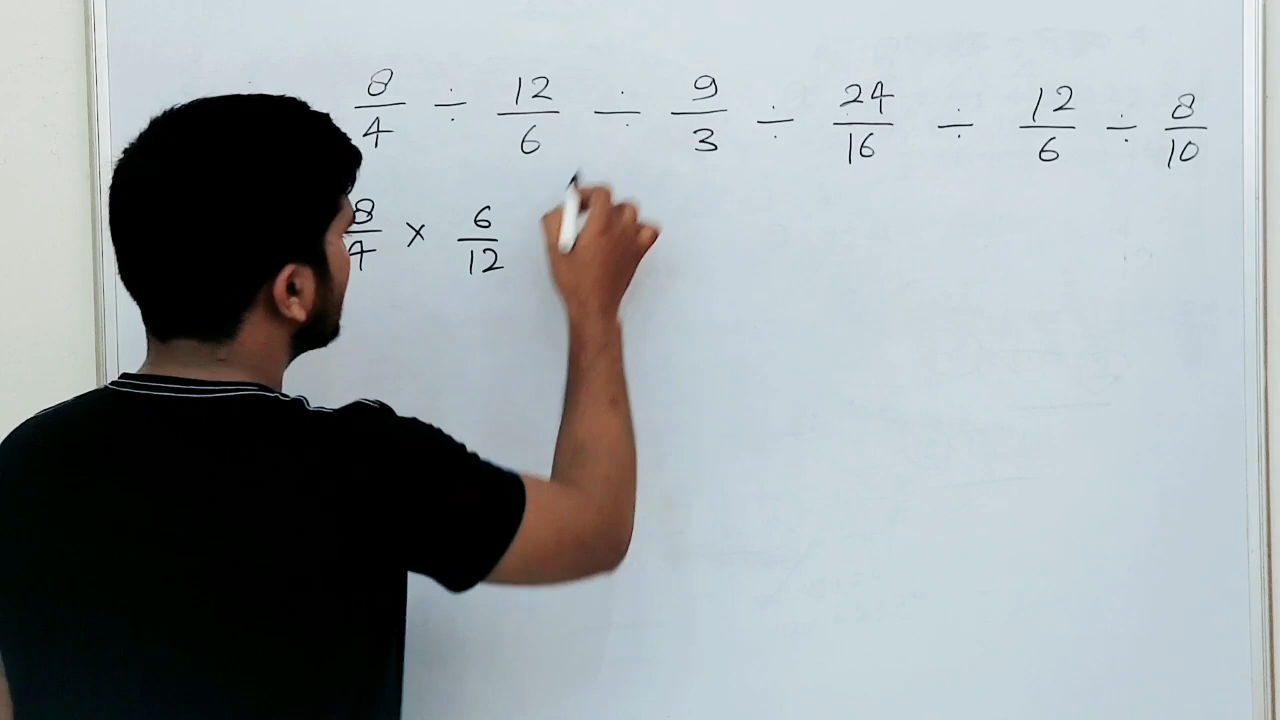 8/4 ÷ 12/6 ÷ 9/3 ÷ 24/16 ÷ 12/6 ÷ 8/10
8/4 × 6/12